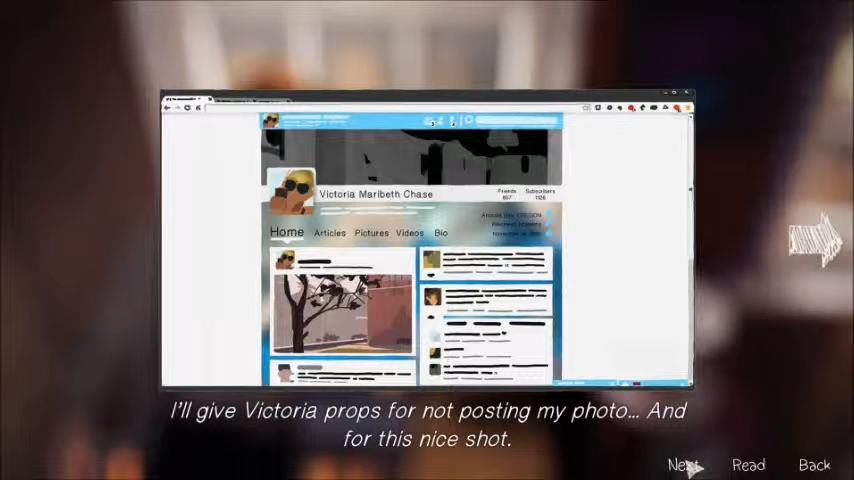 Victoria Maribeth Chase
Friends Subscribers
Home Articles Pictures Videos Bio
I'll give Victoria props for not posting my photo... And
for this nice shot.
Next Read Back